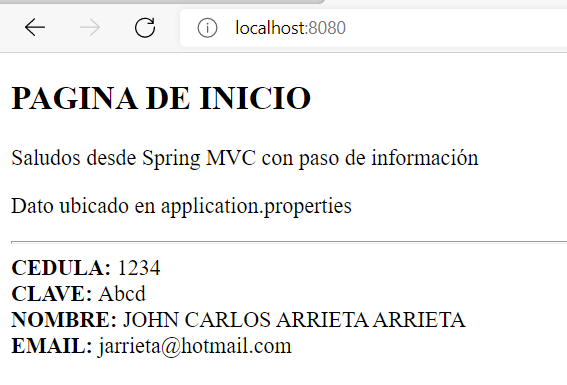 localhost:8080
PAGINA DE INICIO
Saludos desde Spring MVC con paso de información
Dato ubicado en application.properties
CEDULA: 1234
CLAVE: Abcd
NOMBRE: JOHN CARLOS ARRIETA ARRIETA
EMAIL: jarrieta@hotmail.com